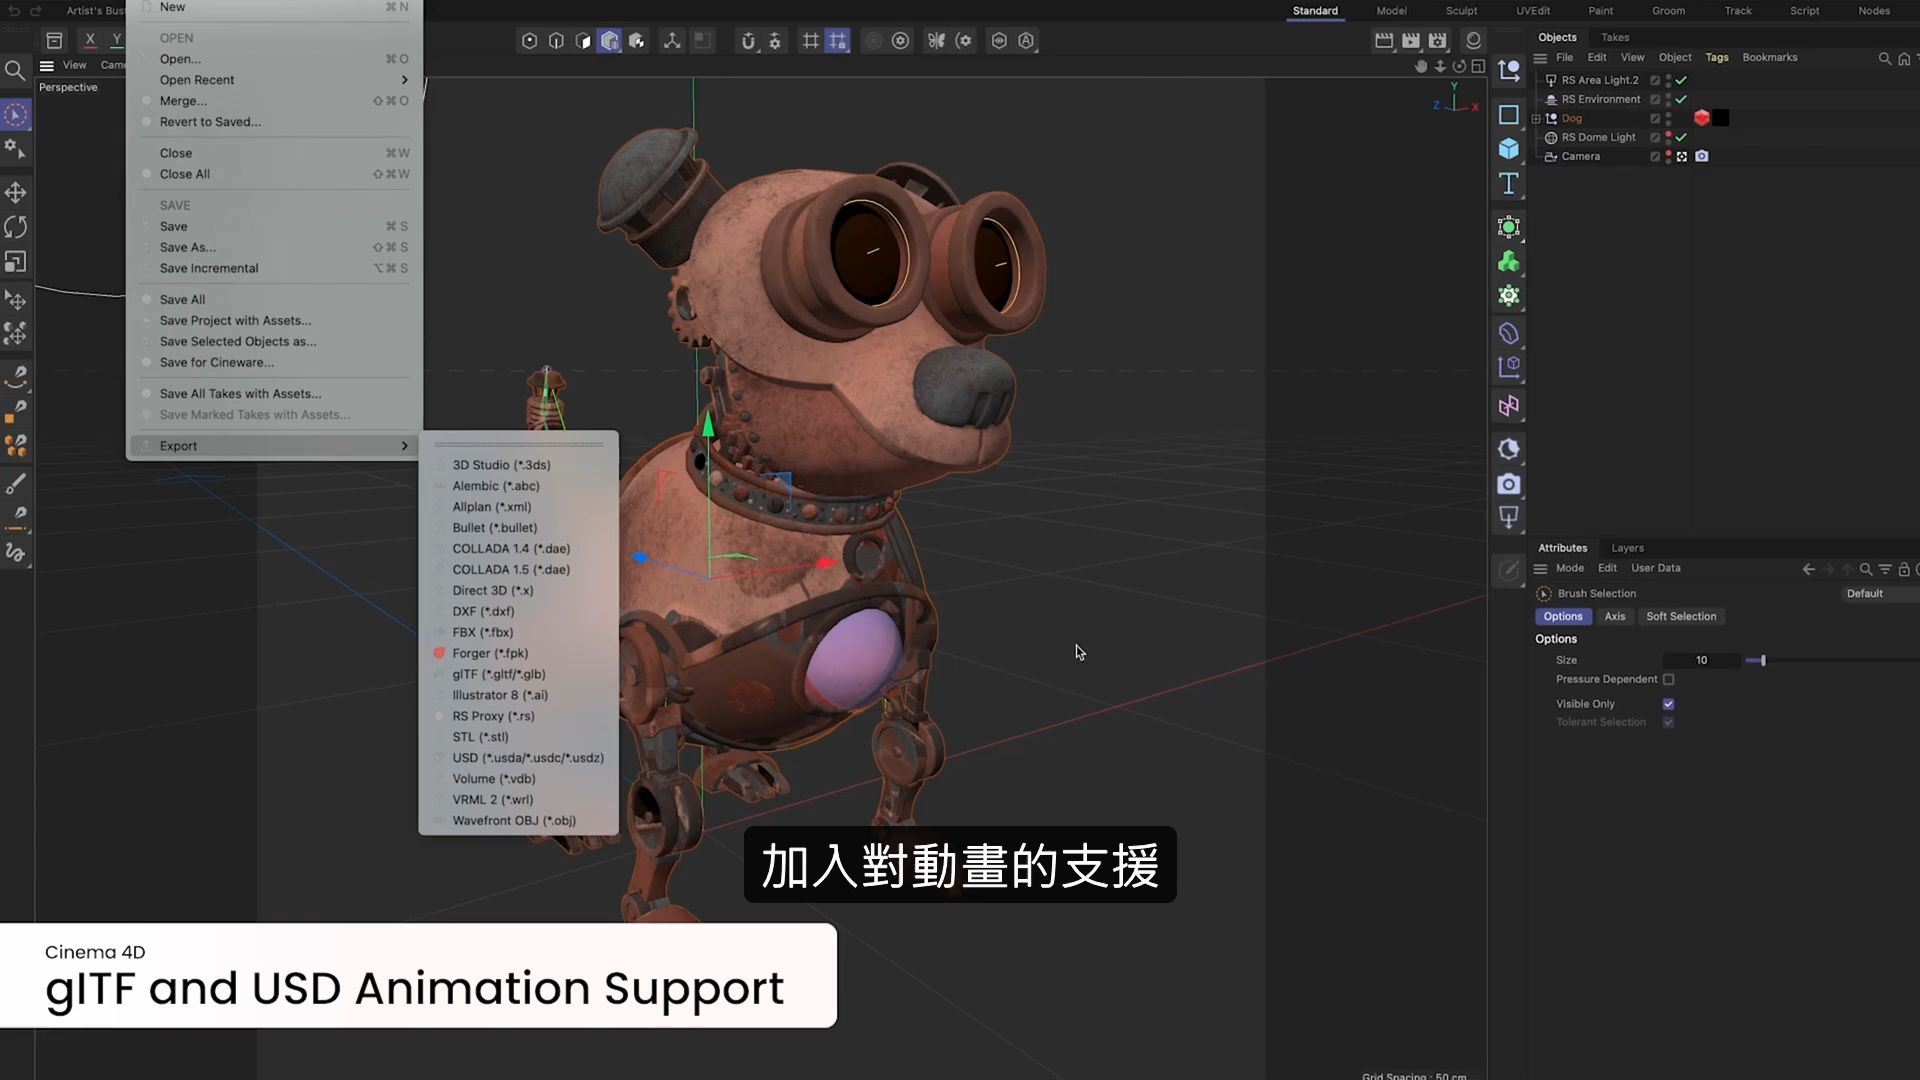 Artist's Bus
New ⌘ N
OPEN
Open... ⌘ O
Open Recent
Merge... ⇧ ⌘ O
Revert to Saved...
Close ⌘ W
Close All ⇧ ⌘ W
SAVE
Save ⌘ S
Save As... ⇧ ⌘ S
Save Incremental ⌥ ⌘ S
Save All
Save Project with Assets...
Save Selected Objects as...
Save for Cineware...
Save All Takes with Assets...
Save Marked Takes with Assets...
Export
3D Studio (*.3ds)
Alembic (*.abc)
Allplan (*.xml)
Bullet (*.bullet)
COLLADA 1.4 (*.dae)
COLLADA 1.5 (*.dae)
Direct 3D (*.x)
DXF (*.dxf)
FBX (*.fbx)
Forger (*.fpk)
glTF (*.gltf/*.glb)
Illustrator 8 (*.ai)
RS Proxy (*.rs)
STL (*.stl)
USD (*.usda/*.usdc/*.usdz)
Volume (*.vdb)
VRML 2 (*.wrl)
Wavefront OBJ (*.obj)
X Y
View Came
Perspective
Standard Model Sculpt UVEdit Paint Groom Track Script Nodes
Y
Z X
Objects Takes
File Edit View Object Tags Bookmarks
RS Area Light.2
RS Environment
Dog
RS Dome Light
Camera
Attributes Layers
Mode Edit User Data
Brush Selection Default
Options Axis Soft Selection
Options
Size 10
Pressure Dependent
Visible Only
Tolerant Selection
加入對動畫的支援
Cinema 4D
glTF and USD Animation Support
Grid Spacing : 50 cm